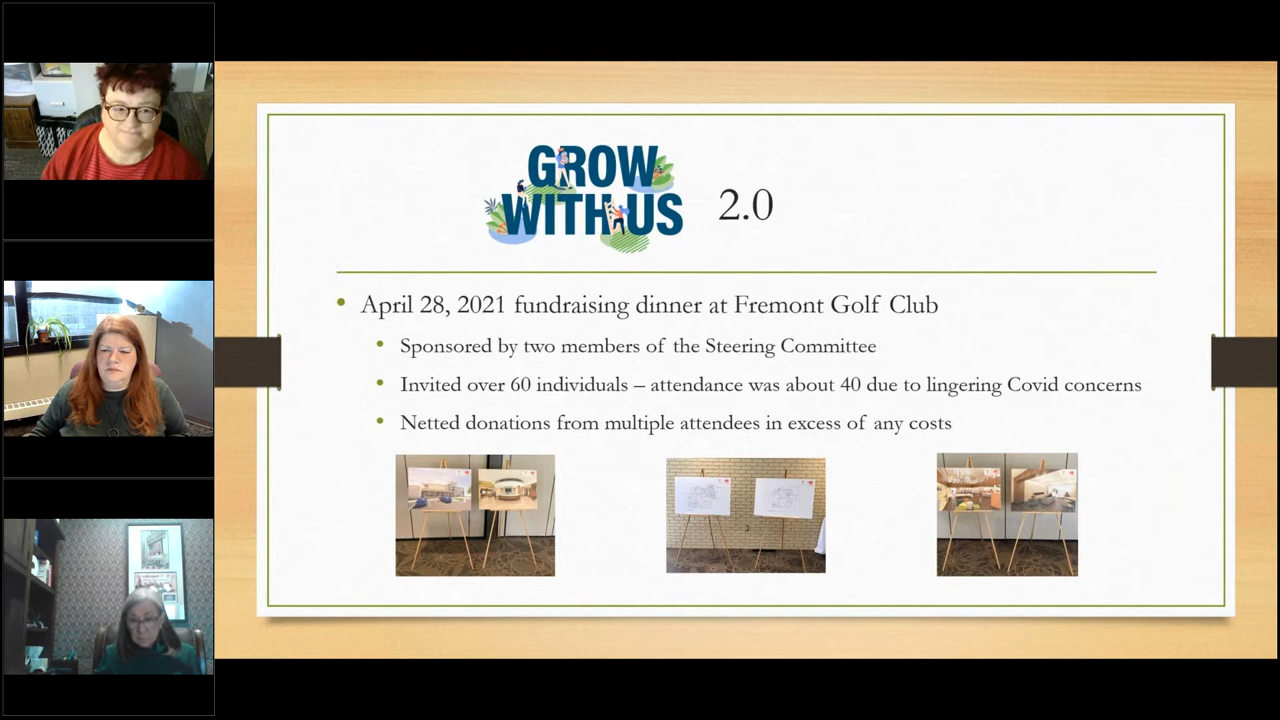 GROW
WITH US
2.0
April 28, 2021 fundraising dinner at Fremont Golf Club
Sponsored by two members of the Steering Committee
Invited over 60 individuals – attendance was about 40 due to lingering Covid concerns
Netted donations from multiple attendees in excess of any costs